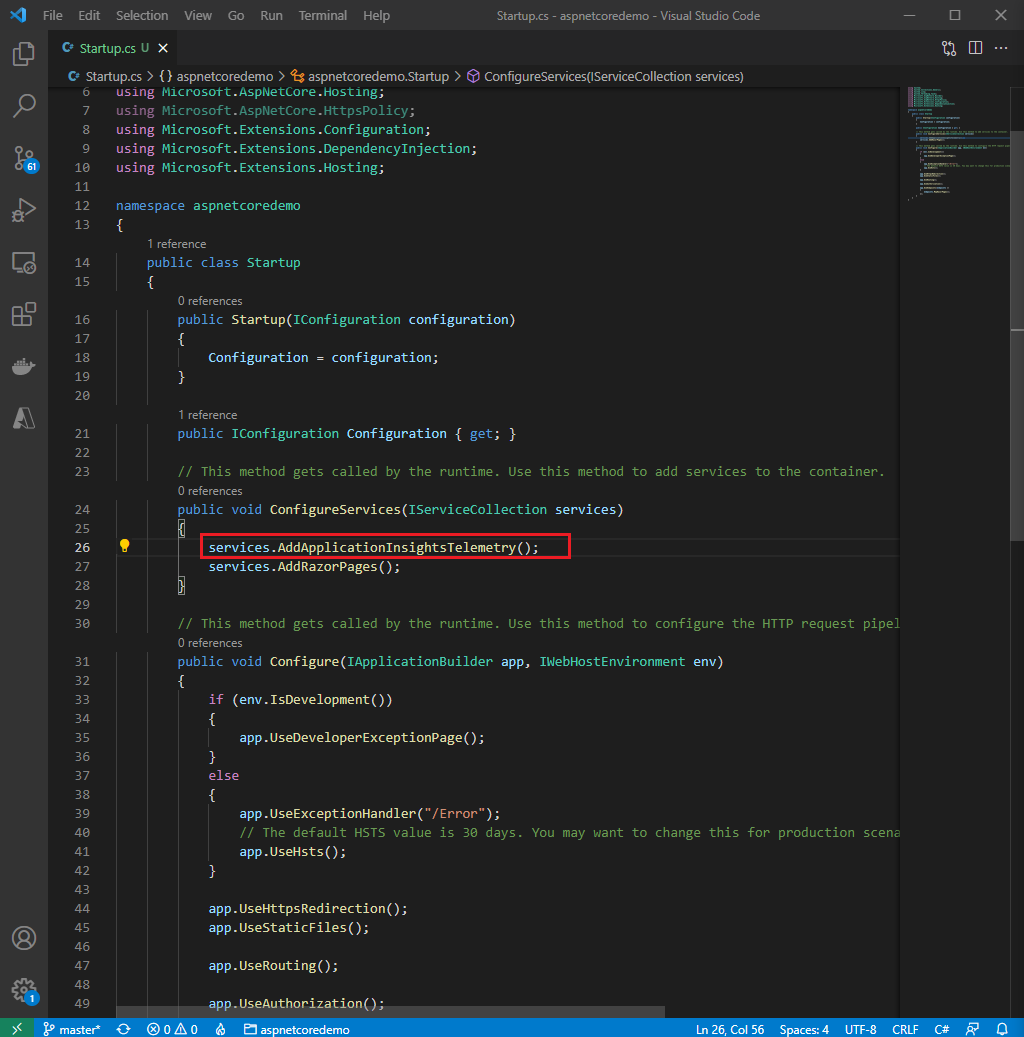 File Edit Selection View Go Run Terminal Help Startup.cs - aspnetcoredemo - Visual Studio Code
C# Startup.cs U
C# Startup.cs > { } aspnetcoredemo > aspnetcoredemo.Startup > ConfigureServices(IServiceCollection services)
6 using Microsoft.AspNetCore.Hosting;
7 using Microsoft.AspNetCore.HttpsPolicy;
8 using Microsoft.Extensions.Configuration;
9 using Microsoft.Extensions.DependencyInjection;
10 using Microsoft.Extensions.Hosting;
11
12 namespace aspnetcoredemo
13 {
1 reference
14 public class Startup
15 {
0 references
16 public Startup(IConfiguration configuration)
17 {
18 Configuration = configuration;
19 }
20
1 reference
21 public IConfiguration Configuration { get; }
22
23 // This method gets called by the runtime. Use this method to add services to the container.
0 references
24 public void ConfigureServices(IServiceCollection services)
25 {
26 services.AddApplicationInsightsTelemetry();
27 services.AddRazorPages();
28 }
29
30 // This method gets called by the runtime. Use this method to configure the HTTP request pipel
0 references
31 public void Configure(IApplicationBuilder app, IWebHostEnvironment env)
32 {
33 if (env.IsDevelopment())
34 {
35 app.UseDeveloperExceptionPage();
36 }
37 else
38 {
39 app.UseExceptionHandler("/Error");
40 // The default HSTS value is 30 days. You may want to change this for production scena
41 app.UseHsts();
42 }
43
44 app.UseHttpsRedirection();
45 app.UseStaticFiles();
46
47 app.UseRouting();
48
49 app.UseAuthorization();
61
1
master* 0 0 aspnetcoredemo Ln 26, Col 56 Spaces: 4 UTF-8 CRLF C#